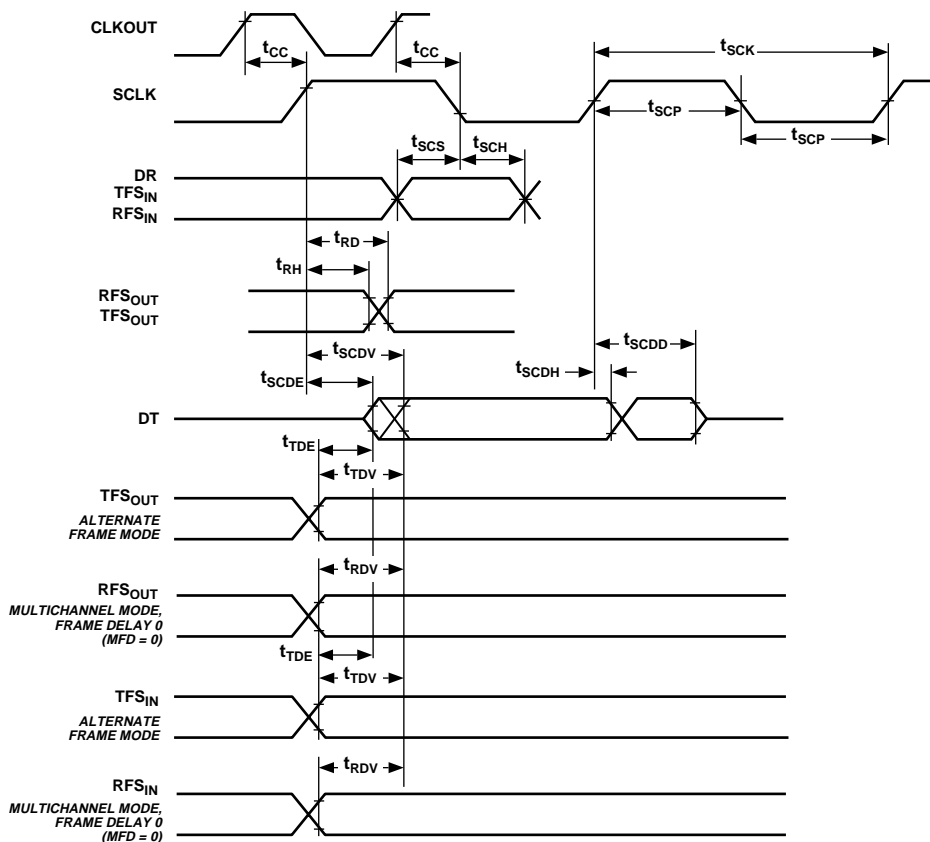 CLKOUT
tCC
tCC
tSCK
SCLK
tSCP
tSCP
tSCS
tSCH
DR
TFSIN
RFSIN
tRD
tRH
RFSOUT
TFSOUT
tSCDV
tSCDD
tSCDE
tSCDH
DT
tTDE
tTDV
TFSOUT
ALTERNATE
FRAME MODE
tRDV
RFSOUT
MULTICHANNEL MODE,
FRAME DELAY 0
(MFD = 0)
tTDE
tTDV
TFSIN
ALTERNATE
FRAME MODE
tRDV
RFSIN
MULTICHANNEL MODE,
FRAME DELAY 0
(MFD = 0)